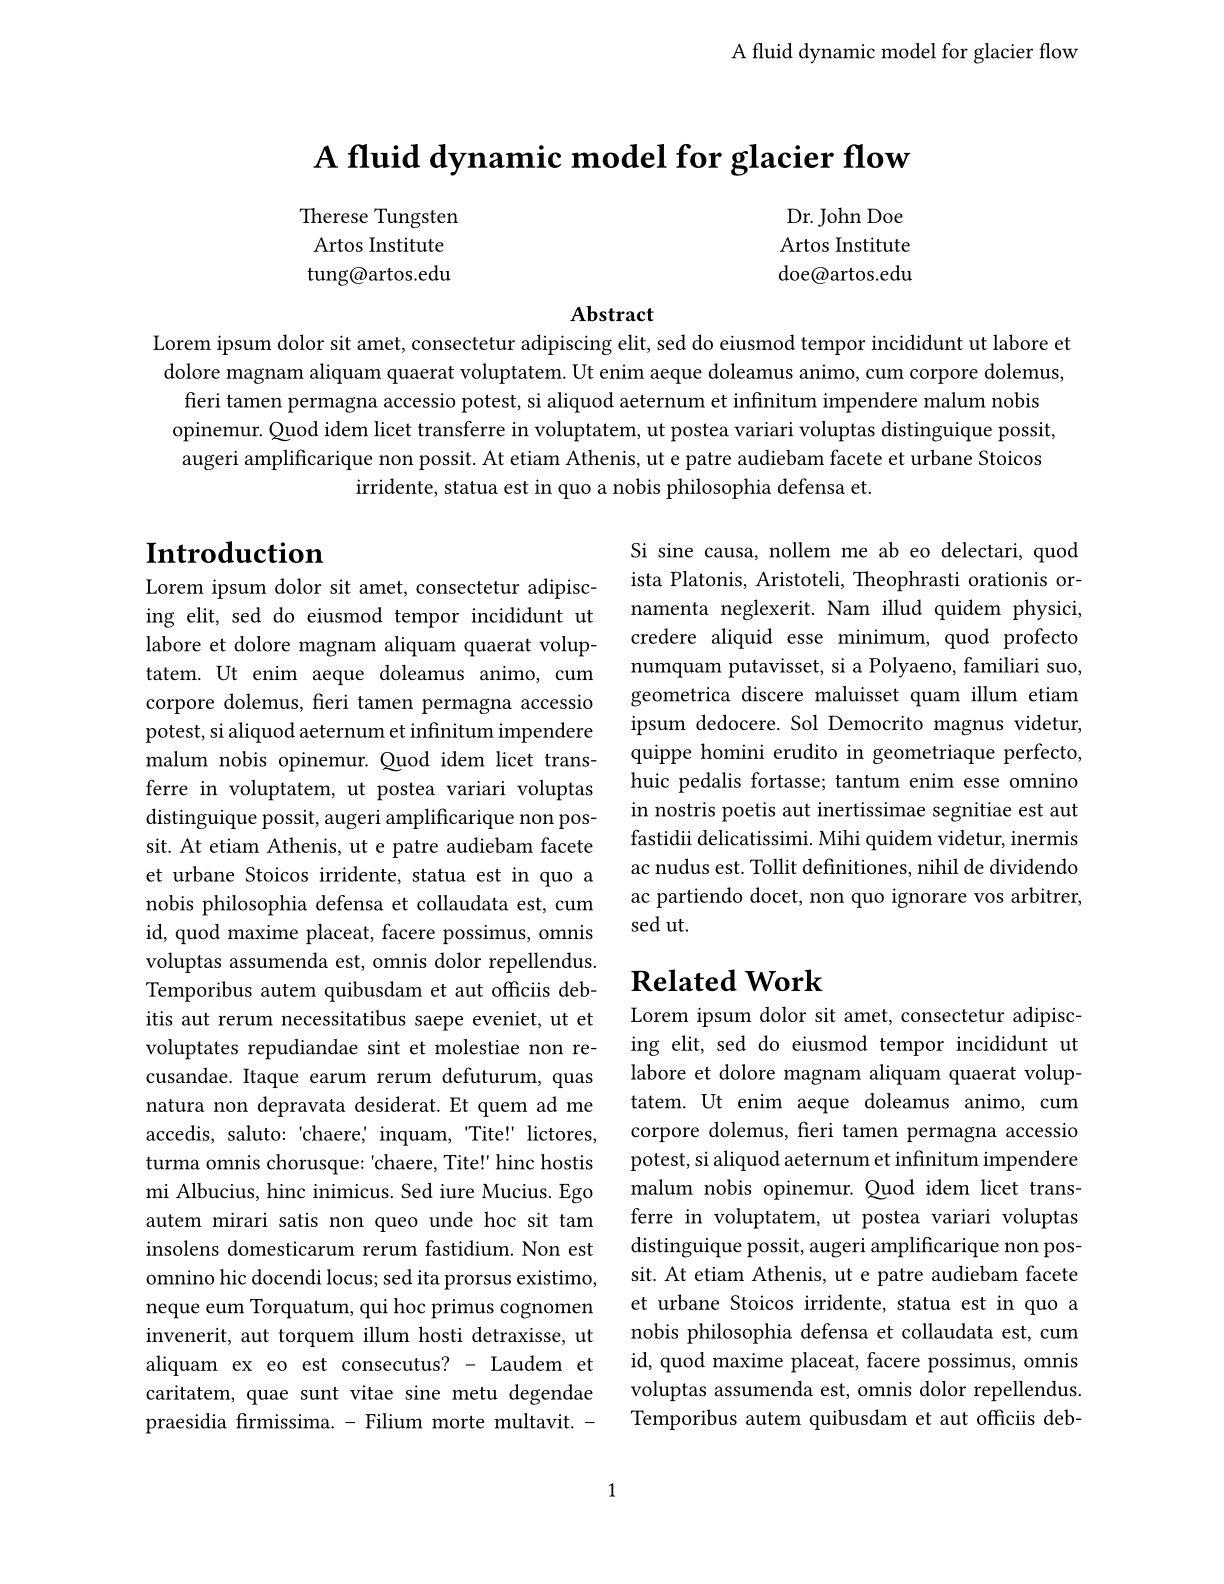 A fluid dynamic model for glacier flow
A fluid dynamic model for glacier flow
Therese Tungsten
Artos Institute
tung@artos.edu
Dr. John Doe
Artos Institute
doe@artos.edu
Abstract
Lorem ipsum dolor sit amet, consectetur adipiscing elit, sed do eiusmod tempor incididunt ut labore et
dolore magnam aliquam quaerat voluptatem. Ut enim aeque doleamus animo, cum corpore dolemus,
fieri tamen permagna accessio potest, si aliquod aeternum et infinitum impendere malum nobis
opinemur. Quod idem licet transferre in voluptatem, ut postea variari voluptas distinguique possit,
augeri amplificarique non possit. At etiam Athenis, ut e patre audiebam facete et urbane Stoicos
irridente, statua est in quo a nobis philosophia defensa et.
Introduction
Lorem ipsum dolor sit amet, consectetur adipisc-
ing elit, sed do eiusmod tempor incididunt ut
labore et dolore magnam aliquam quaerat volup-
tatem. Ut enim aeque doleamus animo, cum
corpore dolemus, fieri tamen permagna accessio
potest, si aliquod aeternum et infinitum impendere
malum nobis opinemur. Quod idem licet trans-
ferre in voluptatem, ut postea variari voluptas
distinguique possit, augeri amplificarique non pos-
sit. At etiam Athenis, ut e patre audiebam facete
et urbane Stoicos irridente, statua est in quo a
nobis philosophia defensa et collaudata est, cum
id, quod maxime placeat, facere possimus, omnis
voluptas assumenda est, omnis dolor repellendus.
Temporibus autem quibusdam et aut officiis deb-
itis aut rerum necessitatibus saepe eveniet, ut et
voluptates repudiandae sint et molestiae non re-
cusandae. Itaque earum rerum defuturum, quas
natura non depravata desiderat. Et quem ad me
accedis, saluto: 'chaere,' inquam, 'Tite!' lictores,
turma omnis chorusque: 'chaere, Tite!' hinc hostis
mi Albucius, hinc inimicus. Sed iure Mucius. Ego
autem mirari satis non queo unde hoc sit tam
insolens domesticarum rerum fastidium. Non est
omnino hic docendi locus; sed ita prorsus existimo,
neque eum Torquatum, qui hoc primus cognomen
invenerit, aut torquem illum hosti detraxisse, ut
aliquam ex eo est consecutus? – Laudem et
caritatem, quae sunt vitae sine metu degendae
praesidia firmissima. – Filium morte multavit. –
Si sine causa, nollem me ab eo delectari, quod
ista Platonis, Aristoteli, Theophrasti orationis or-
namenta neglexerit. Nam illud quidem physici,
credere aliquid esse minimum, quod profecto
numquam putavisset, si a Polyaeno, familiari suo,
geometrica discere maluisset quam illum etiam
ipsum dedocere. Sol Democrito magnus videtur,
quippe homini erudito in geometriaque perfecto,
huic pedalis fortasse; tantum enim esse omnino
in nostris poetis aut inertissimae segnitiae est aut
fastidii delicatissimi. Mihi quidem videtur, inermis
ac nudus est. Tollit definitiones, nihil de dividendo
ac partiendo docet, non quo ignorare vos arbitrer,
sed ut.
Related Work
Lorem ipsum dolor sit amet, consectetur adipisc-
ing elit, sed do eiusmod tempor incididunt ut
labore et dolore magnam aliquam quaerat volup-
tatem. Ut enim aeque doleamus animo, cum
corpore dolemus, fieri tamen permagna accessio
potest, si aliquod aeternum et infinitum impendere
malum nobis opinemur. Quod idem licet trans-
ferre in voluptatem, ut postea variari voluptas
distinguique possit, augeri amplificarique non pos-
sit. At etiam Athenis, ut e patre audiebam facete
et urbane Stoicos irridente, statua est in quo a
nobis philosophia defensa et collaudata est, cum
id, quod maxime placeat, facere possimus, omnis
voluptas assumenda est, omnis dolor repellendus.
Temporibus autem quibusdam et aut officiis deb-
1